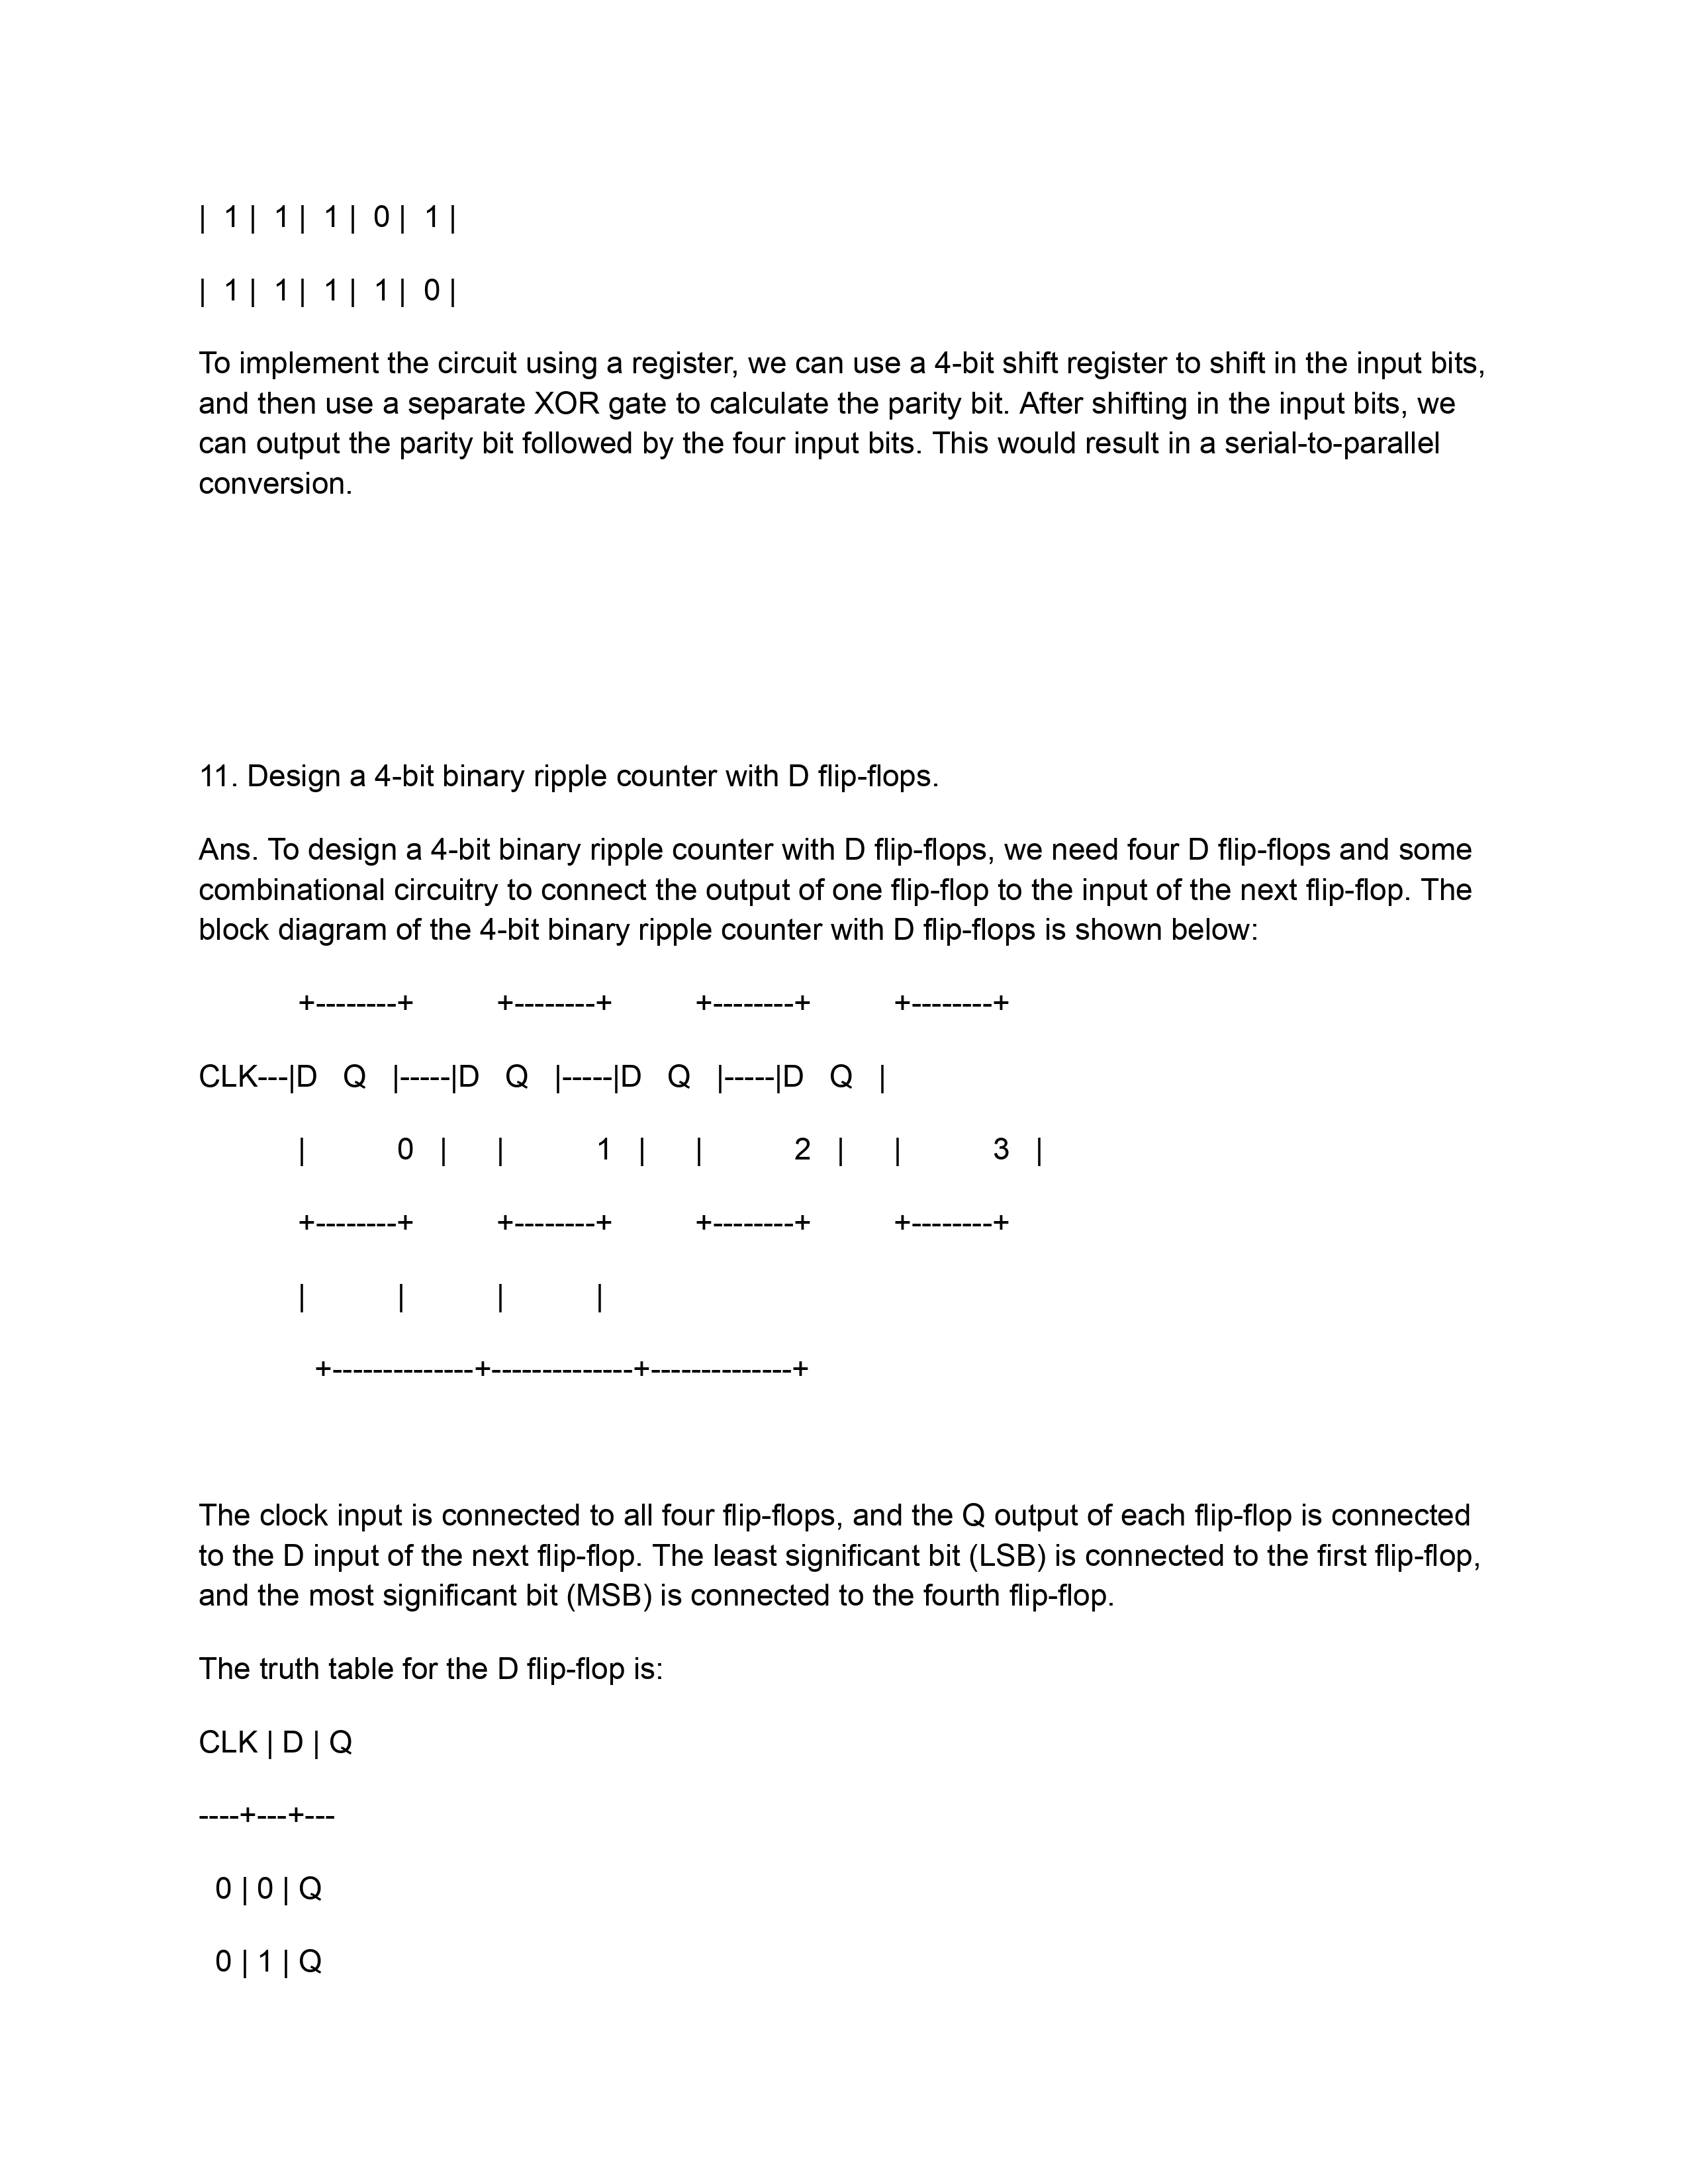 | 1 | 1 | 1 | 0 | 1 |
| 1 | 1 | 1 | 1 | 0 |
To implement the circuit using a register, we can use a 4-bit shift register to shift in the input bits,
and then use a separate XOR gate to calculate the parity bit. After shifting in the input bits, we
can output the parity bit followed by the four input bits. This would result in a serial-to-parallel
conversion.
11. Design a 4-bit binary ripple counter with D flip-flops.
Ans. To design a 4-bit binary ripple counter with D flip-flops, we need four D flip-flops and some
combinational circuitry to connect the output of one flip-flop to the input of the next flip-flop. The
block diagram of the 4-bit binary ripple counter with D flip-flops is shown below:
+--------+ +--------+ +--------+ +--------+
CLK---|D Q |-----|D Q |-----|D Q |-----|D Q |
| 0 | | 1 | | 2 | | 3 |
+--------+ +--------+ +--------+ +--------+
| | | |
+--------------+--------------+--------------+
The clock input is connected to all four flip-flops, and the Q output of each flip-flop is connected
to the D input of the next flip-flop. The least significant bit (LSB) is connected to the first flip-flop,
and the most significant bit (MSB) is connected to the fourth flip-flop.
The truth table for the D flip-flop is:
CLK | D | Q
----+---+---
0 | 0 | Q
0 | 1 | Q